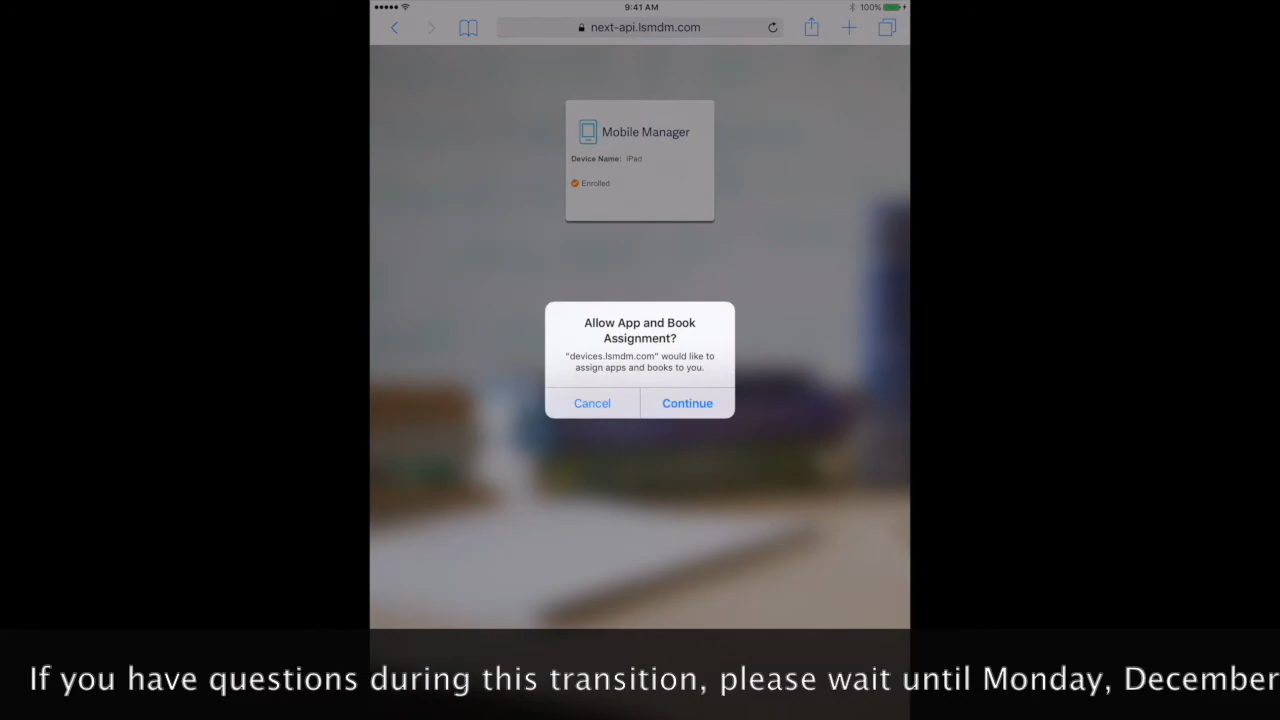 9:41 AM
100%
next-api.lsmdm.com
Mobile Manager
Device Name: iPad
Enrolled
Allow App and Book
Assignment?
"devices.lsmdm.com" would like to
assign apps and books to you.
Cancel Continue
If you have questions during this transition, please wait until Monday, December